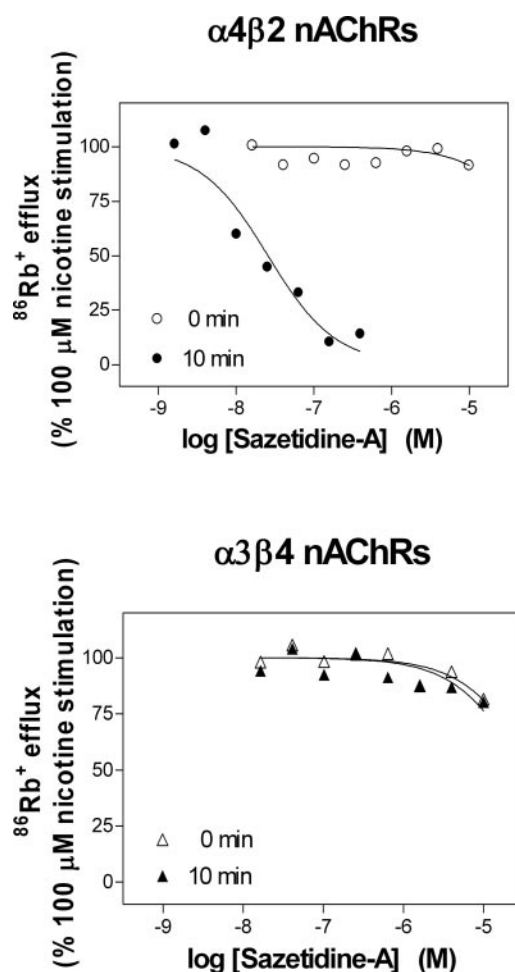 α4β2 nAChRs
⁸⁶Rb⁺ efflux
(% 100 μM nicotine stimulation)
100
75
50
25
0
0 min
10 min
-9 -8 -7 -6 -5
log [Sazetidine-A] (M)
α3β4 nAChRs
⁸⁶Rb⁺ efflux
(% 100 μM nicotine stimulation)
100
75
50
25
0
0 min
10 min
-9 -8 -7 -6 -5
log [Sazetidine-A] (M)